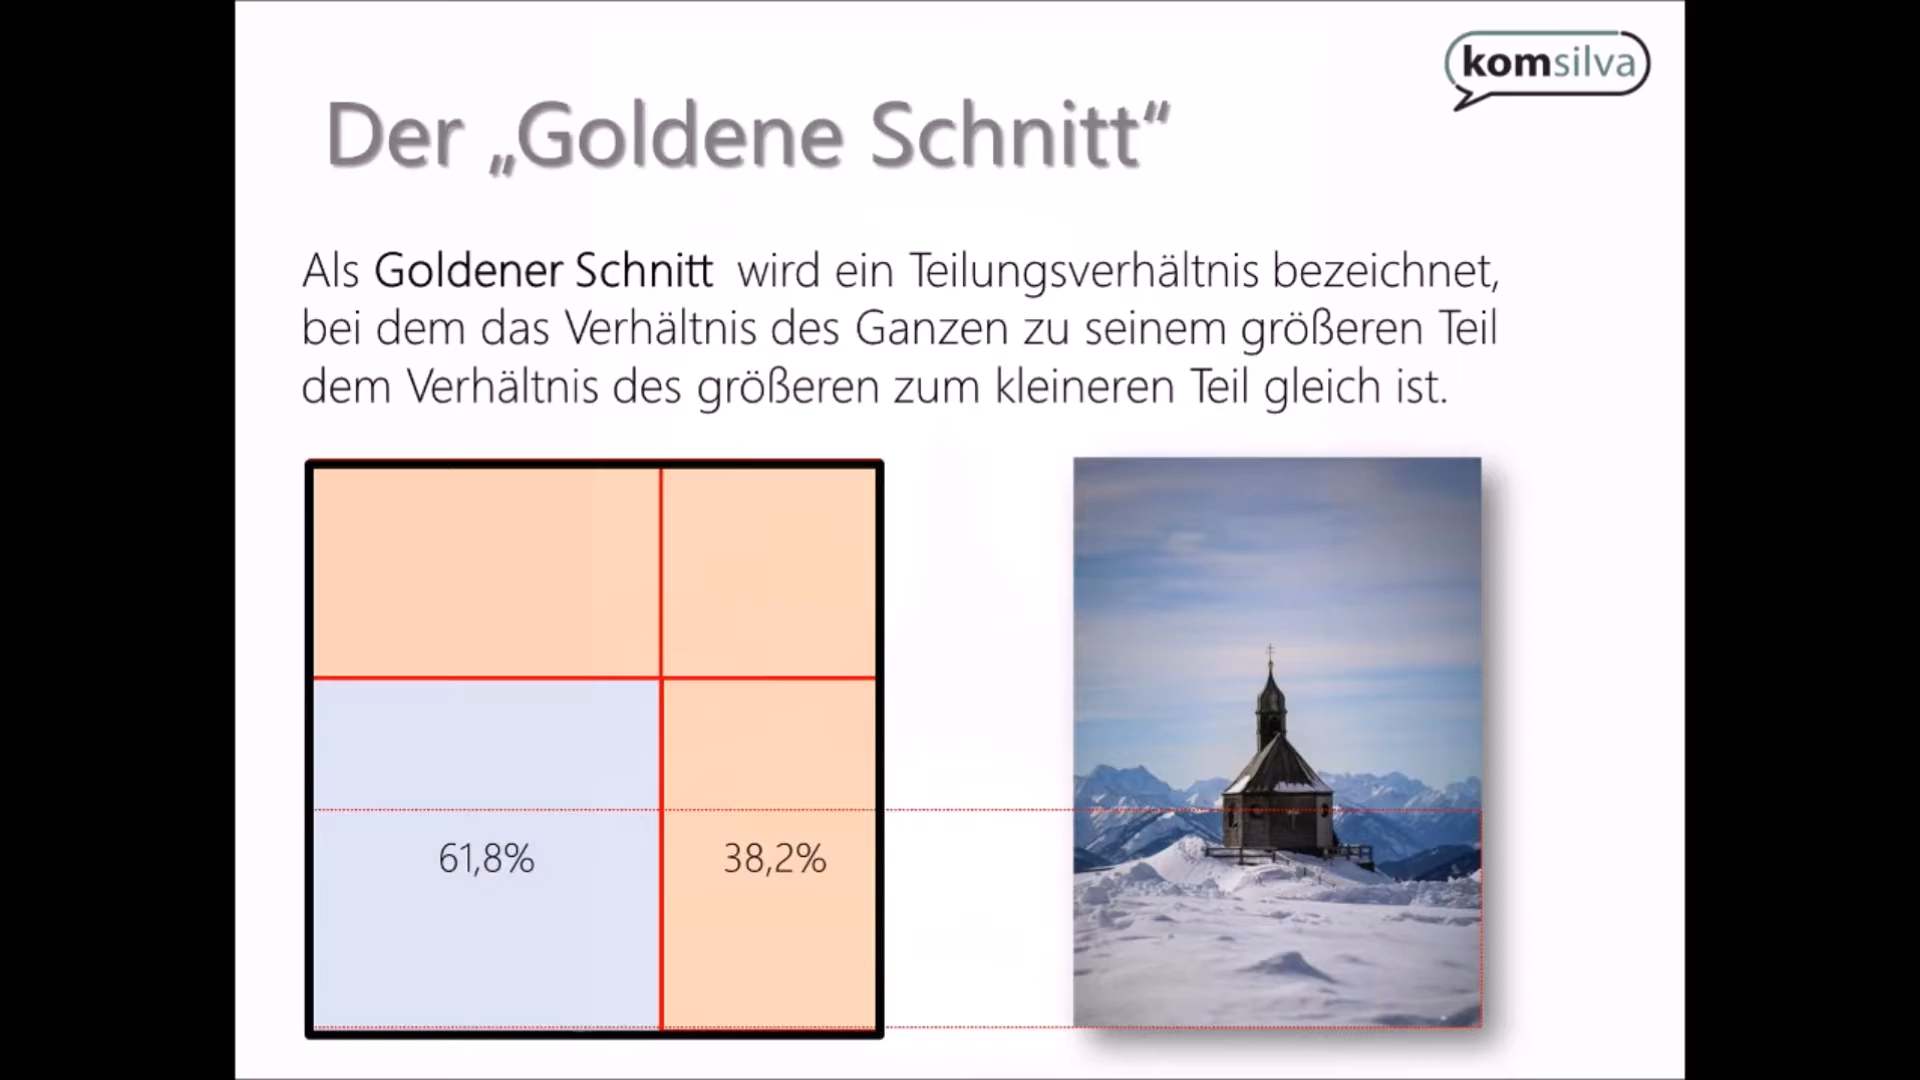 komsilva
Der „Goldene Schnitt“
Als Goldener Schnitt wird ein Teilungsverhältnis bezeichnet,
bei dem das Verhältnis des Ganzen zu seinem größeren Teil
dem Verhältnis des größeren zum kleineren Teil gleich ist.
61,8%
38,2%